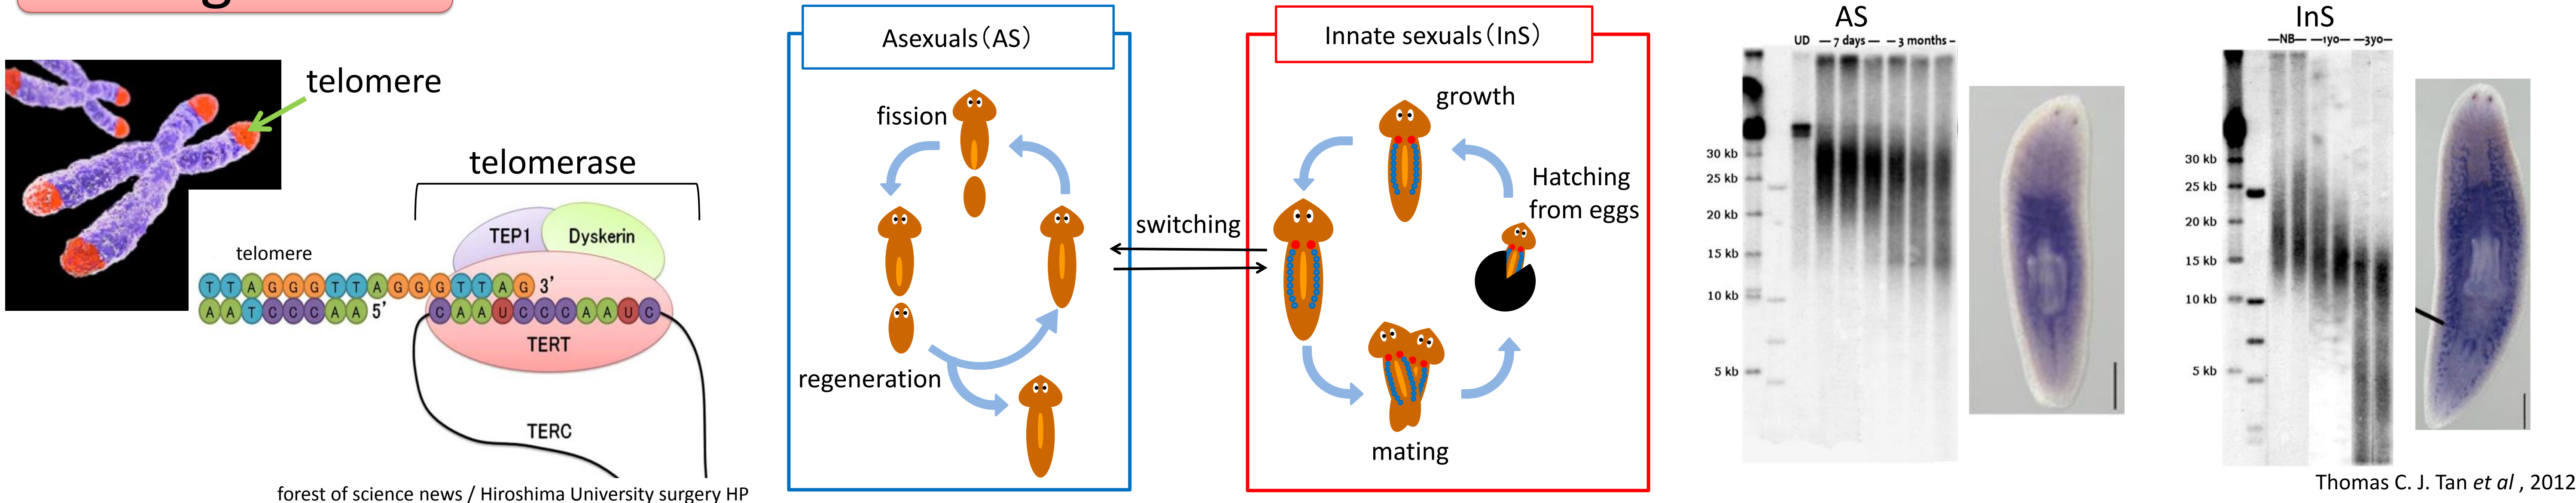 telomere
telomerase
TEP1
Dyskerin
telomere
TTAGGGTTAGGGTTAG 3'
AATCCCAA 5'
CAAUCCCAAUC
TERT
TERC
forest of science news / Hiroshima University surgery HP
Asexuals（AS）
fission
regeneration
switching
Innate sexuals（InS）
growth
Hatching
from eggs
mating
AS
UD — 7 days — — 3 months –
30 kb
25 kb
20 kb
15 kb
10 kb
5 kb
InS
—NB— —1yo— —3yo—
30 kb
25 kb
20 kb
15 kb
10 kb
5 kb
Thomas C. J. Tan et al , 2012